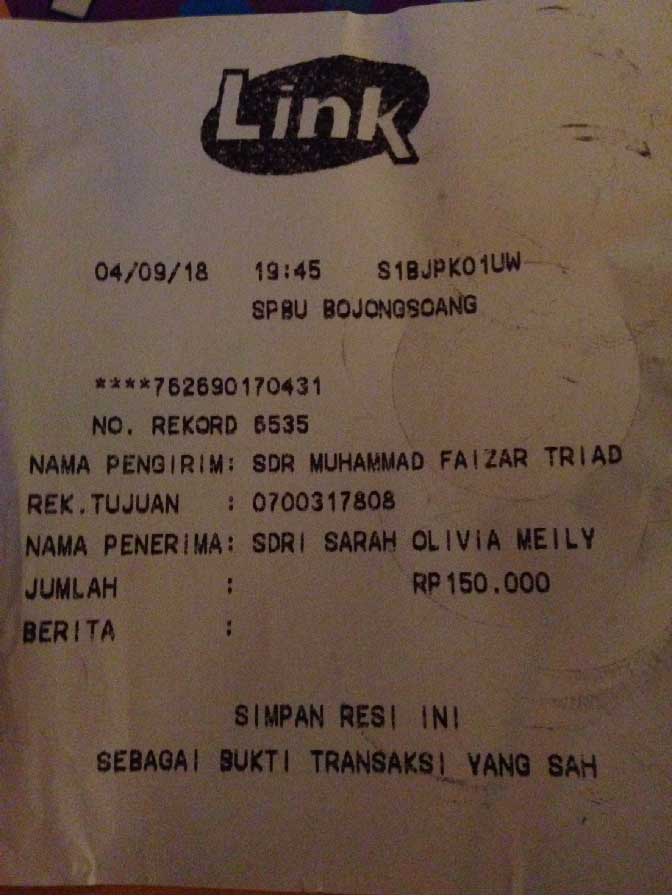 Link
04/09/18 19:45 S1BJPK01UW
SPBU BOJONGSOANG
****762690170431
NO. REKORD 6535
NAMA PENGIRIM: SDR MUHAMMAD FAIZAR TRIAD
REK.TUJUAN : 0700317808
NAMA PENERIMA: SDRI SARAH OLIVIA MEILY
JUMLAH : RP150.000
BERITA :
SIMPAN RESI INI
SEBAGAI BUKTI TRANSAKSI YANG SAH